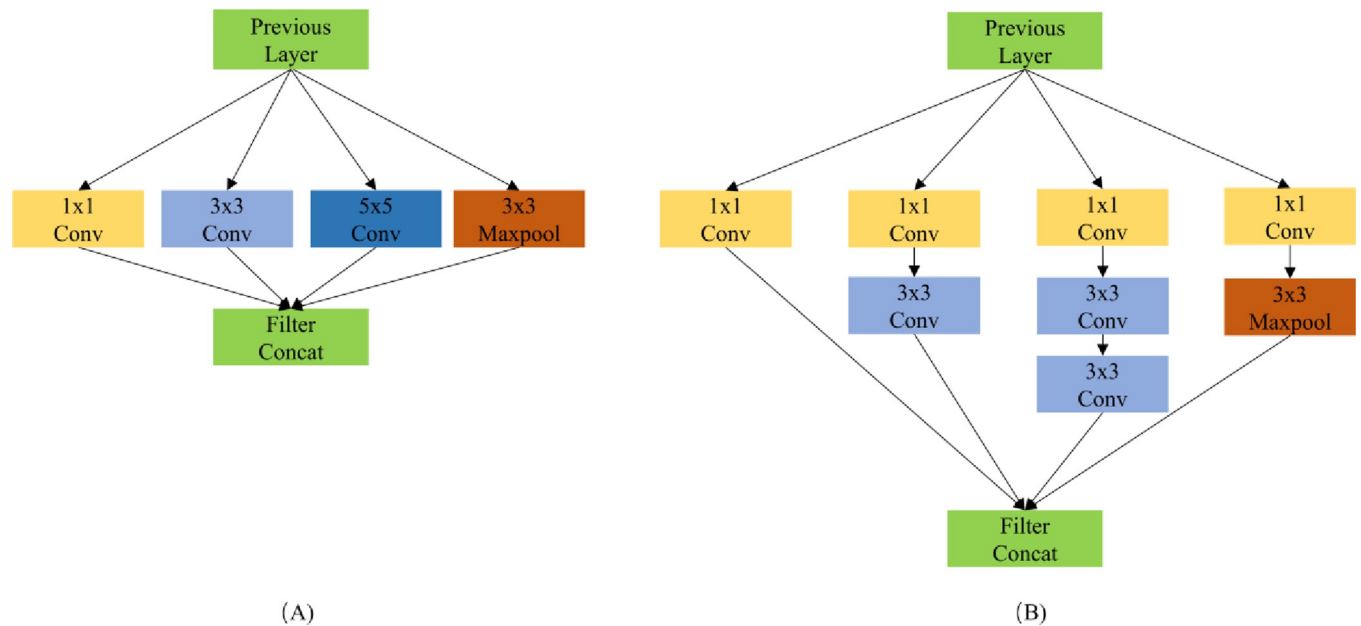 Previous
Layer
1x1
Conv
3x3
Conv
5x5
Conv
3x3
Maxpool
Filter
Concat
(A)
Previous
Layer
1x1
Conv
1x1
Conv
1x1
Conv
1x1
Conv
3x3
Conv
3x3
Conv
3x3
Maxpool
3x3
Conv
Filter
Concat
(B)